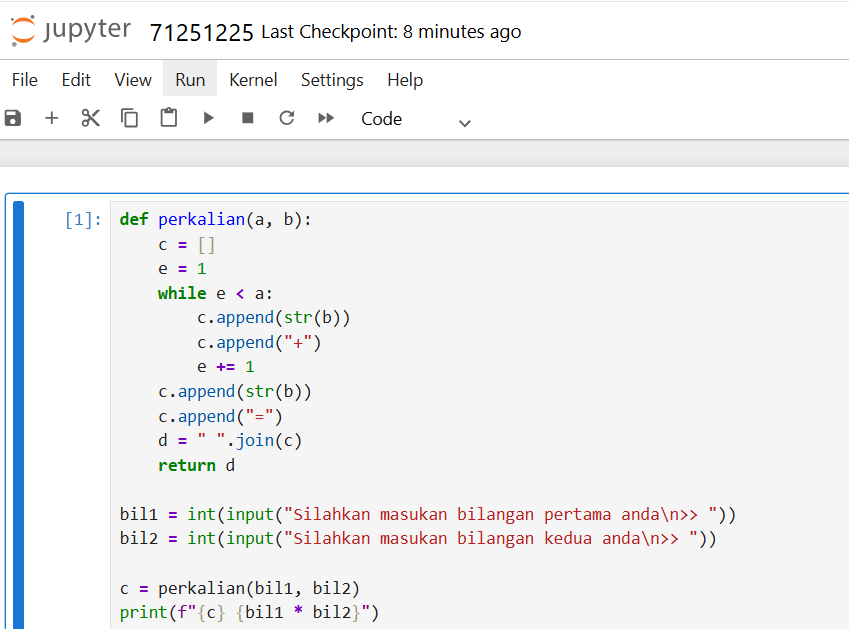 jupyter 71251225 Last Checkpoint: 8 minutes ago
File Edit View Run Kernel Settings Help
Code
[1]: def perkalian(a, b):
    c = []
    e = 1
    while e < a:
        c.append(str(b))
        c.append("+")
        e += 1
    c.append(str(b))
    c.append("=")
    d = " ".join(c)
    return d

bil1 = int(input("Silahkan masukan bilangan pertama anda\n>> "))
bil2 = int(input("Silahkan masukan bilangan kedua anda\n>> "))

c = perkalian(bil1, bil2)
print(f"{c} {bil1 * bil2}")